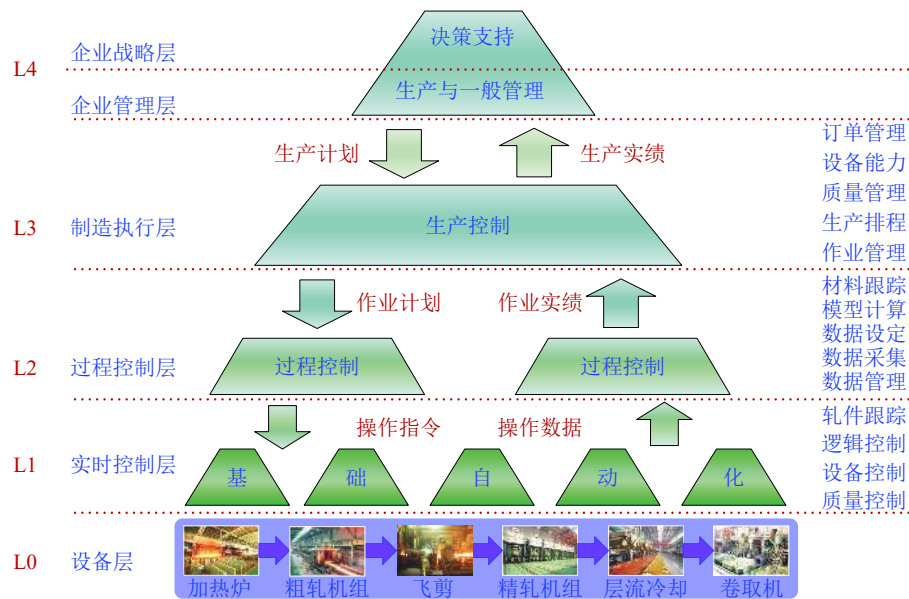 决策支持
企业战略层
L4
生产与一般管理
企业管理层
生产计划
生产实绩
订单管理
设备能力
质量管理
生产排程
作业管理
L3
制造执行层
生产控制
作业计划
作业实绩
材料跟踪
模型计算
数据设定
数据采集
数据管理
L2
过程控制层
过程控制
过程控制
操作指令
操作数据
轧件跟踪
逻辑控制
设备控制
质量控制
L1
实时控制层
基
础
自
动
化
L0
设备层
加热炉
粗轧机组
飞剪
精轧机组
层流冷却
卷取机